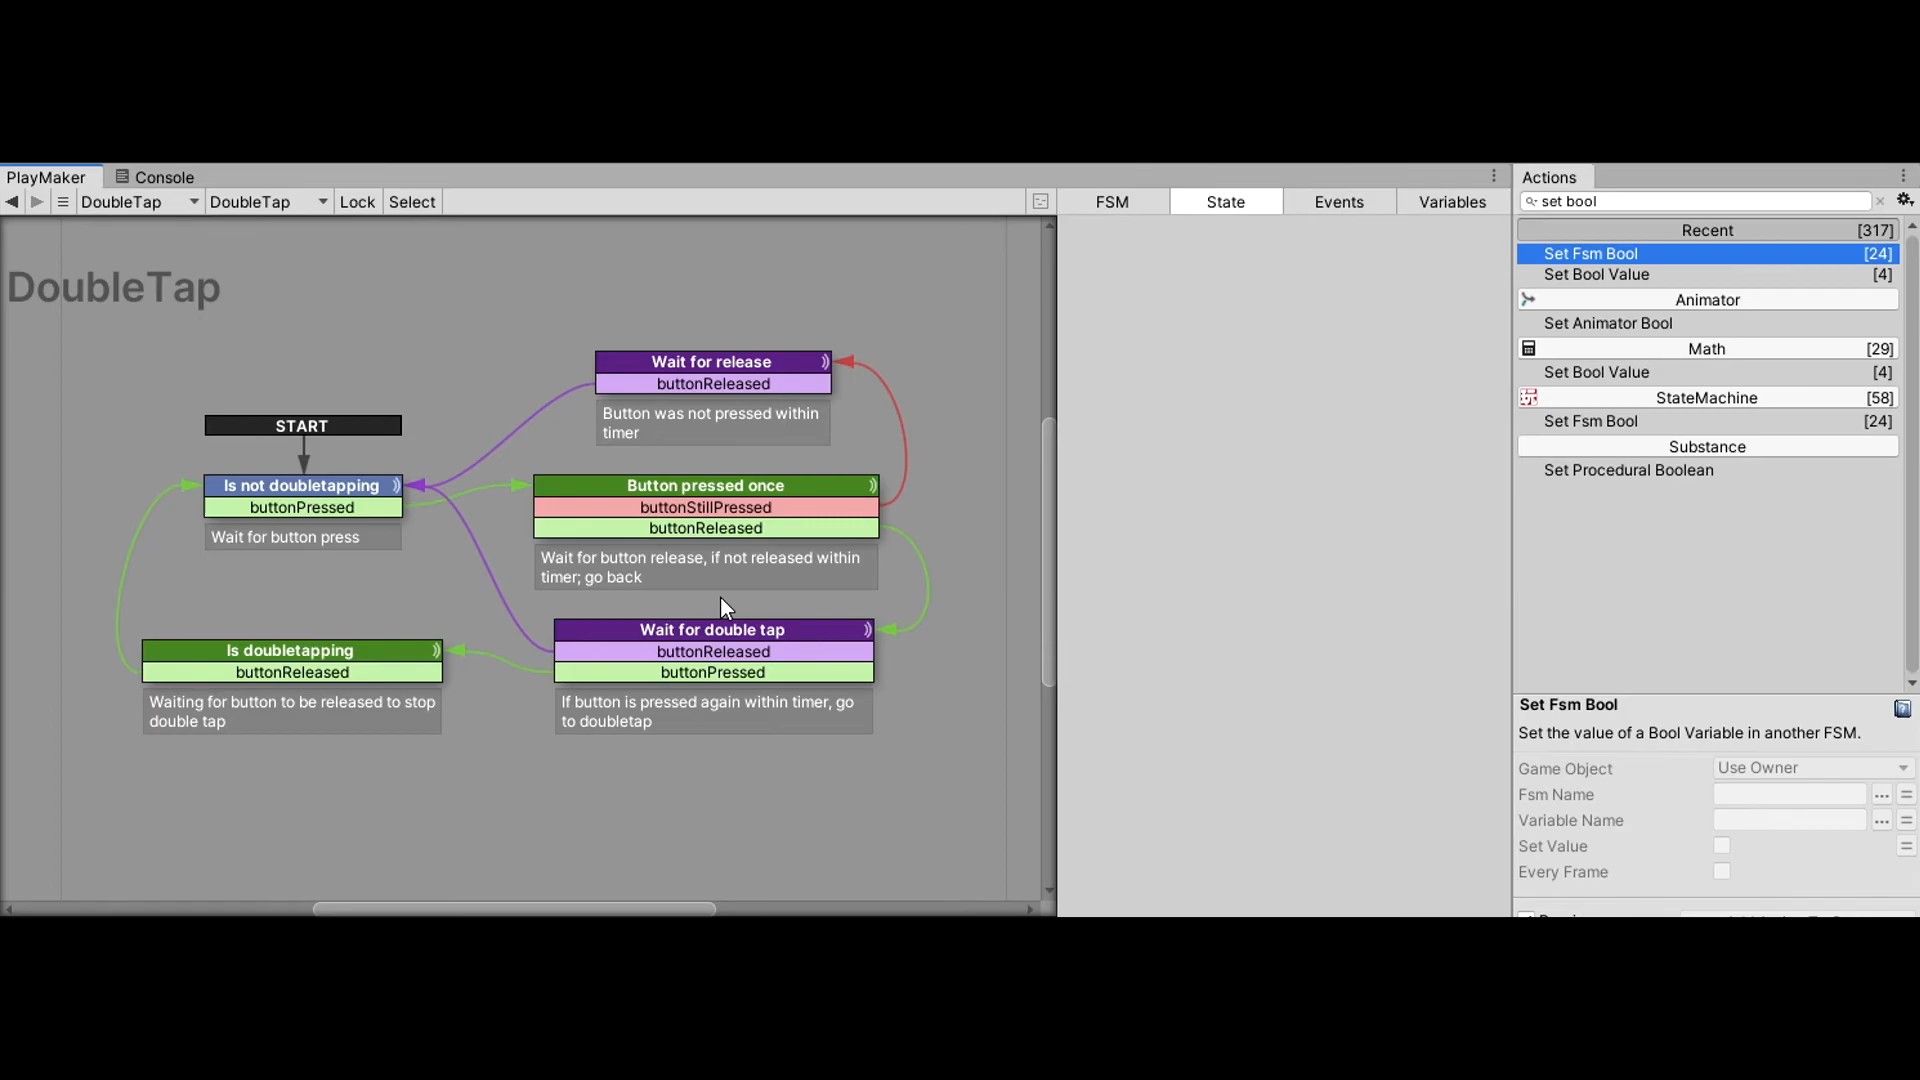 PlayMaker
Console
DoubleTap
DoubleTap
Lock
Select
FSM
State
Events
Variables
DoubleTap
Wait for release
buttonReleased
Button was not pressed within
timer
START
Is not doubletapping
buttonPressed
Wait for button press
Button pressed once
buttonStillPressed
buttonReleased
Wait for button release, if not released within
timer; go back
Wait for double tap
buttonReleased
buttonPressed
If button is pressed again within timer, go
to doubletap
Is doubletapping
buttonReleased
Waiting for button to be released to stop
double tap
Actions
set bool
Recent [317]
Set Fsm Bool [24]
Set Bool Value [4]
Animator
Set Animator Bool
Math [29]
Set Bool Value [4]
StateMachine [58]
Set Fsm Bool [24]
Substance
Set Procedural Boolean
Set Fsm Bool
Set the value of a Bool Variable in another FSM.
Game Object Use Owner
Fsm Name
Variable Name
Set Value
Every Frame